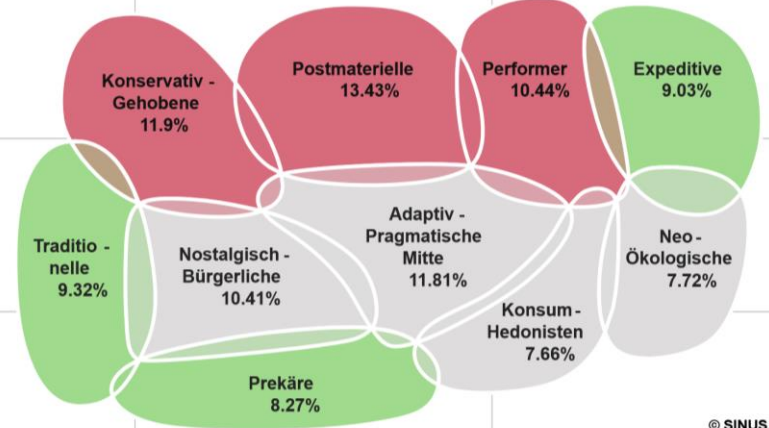 Konservativ -
Gehobene
11.9%
Postmaterielle
13.43%
Performer
10.44%
Expeditive
9.03%
Traditio -
nelle
9.32%
Nostalgisch -
Bürgerliche
10.41%
Adaptiv -
Pragmatische
Mitte
11.81%
Neo -
Ökologische
7.72%
Konsum -
Hedonisten
7.66%
Prekäre
8.27%
© SINUS